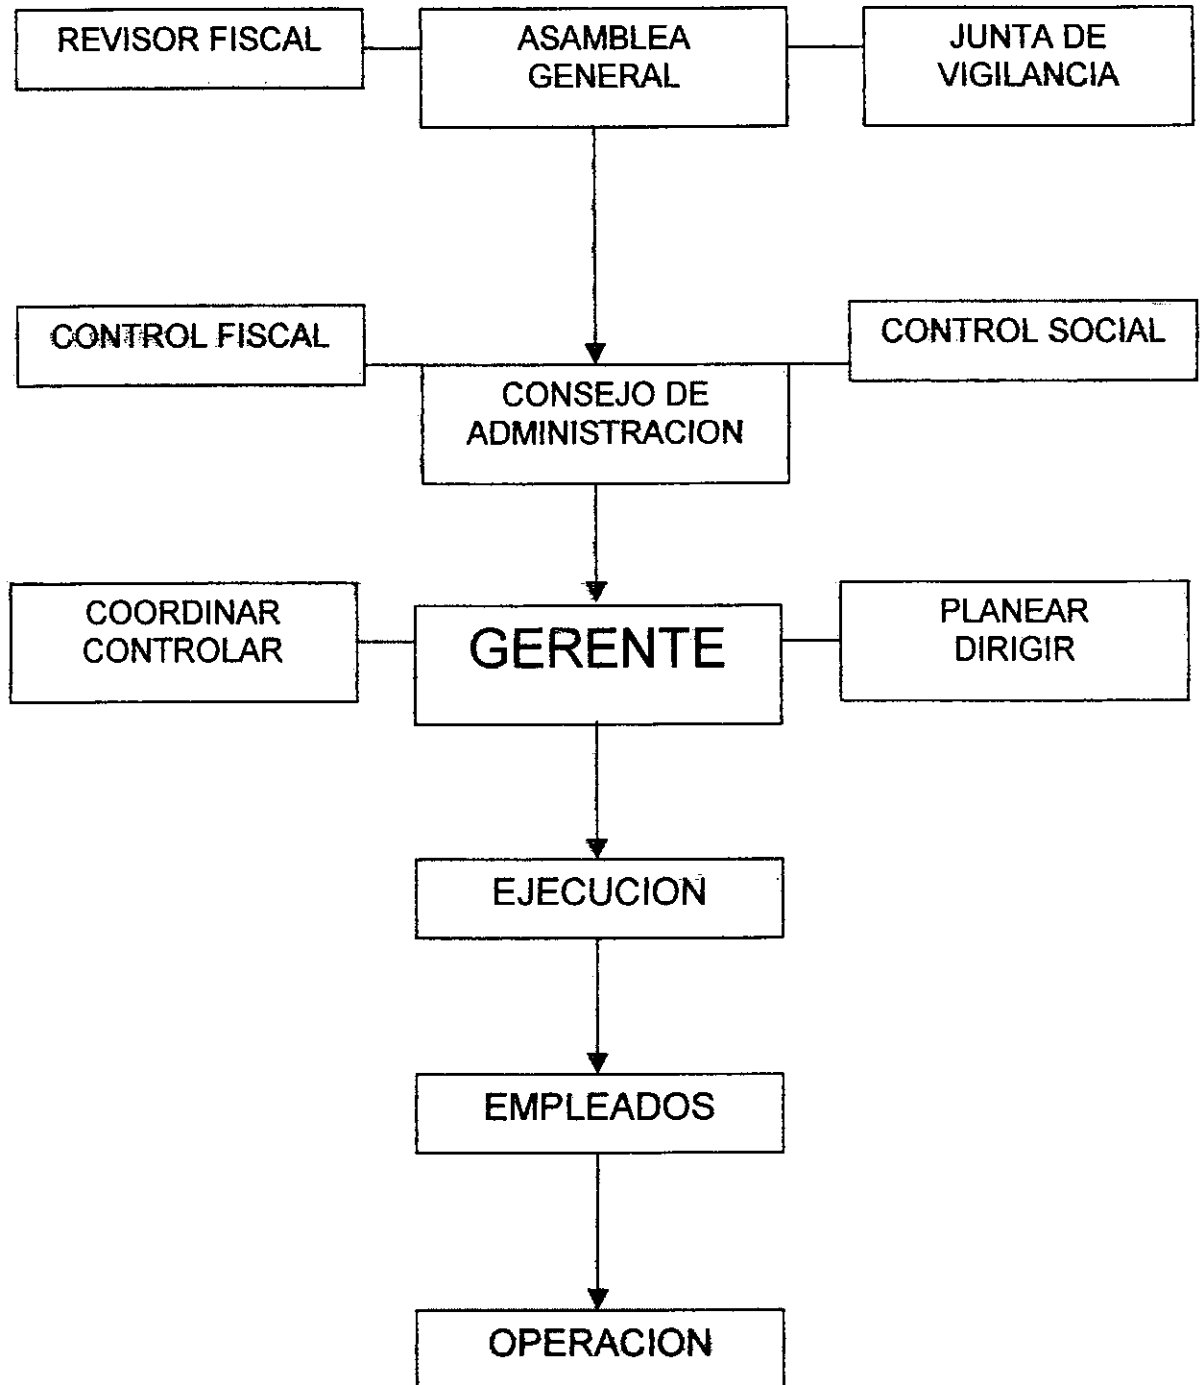 REVISOR FISCAL
ASAMBLEA
GENERAL
JUNTA DE
VIGILANCIA
CONTROL FISCAL
CONTROL SOCIAL
CONSEJO DE
ADMINISTRACION
COORDINAR
CONTROLAR
GERENTE
PLANEAR
DIRIGIR
EJECUCION
EMPLEADOS
OPERACION